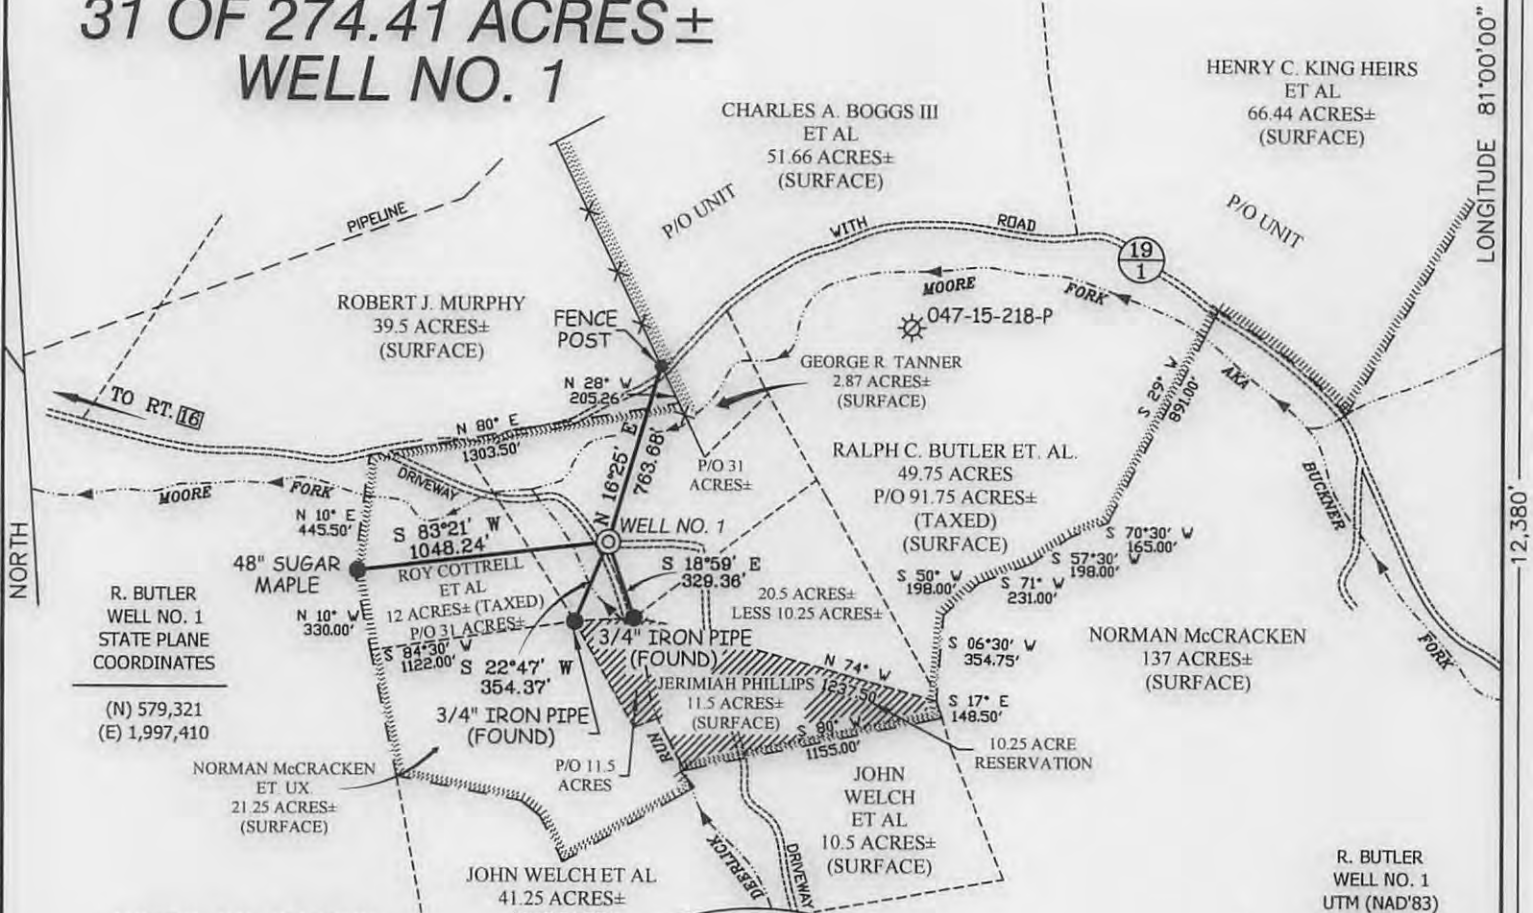 31 OF 274.41 ACRES±
WELL NO. 1
HENRY C. KING HEIRS
ET AL
66.44 ACRES±
(SURFACE)
LONGITUDE 81°00'00"
CHARLES A. BOGGS III
ET AL
51.66 ACRES±
(SURFACE)
P/O UNIT
P/O UNIT
PIPELINE
WITH
ROAD
19
1
MOORE
FORK
ROBERT J. MURPHY
39.5 ACRES±
(SURFACE)
FENCE
POST
047-15-218-P
GEORGE R. TANNER
2.87 ACRES±
(SURFACE)
AKA
S 29° W
891.00'
N 28° W
205.26
TO RT. 16
N 80° E
1303.50'
N 16°25' E
763.68'
P/O 31
ACRES±
RALPH C. BUTLER ET. AL.
49.75 ACRES
P/O 91.75 ACRES±
(TAXED)
(SURFACE)
BUCKNER
12,380'
DRIVEWAY
MOORE
FORK
N 10° E
445.50'
S 83°21' W
1048.24'
WELL NO. 1
S 70°30' W
165.00'
S 57°30' W
198.00'
S 71° W
231.00'
S 50° W
198.00'
NORTH
48" SUGAR
MAPLE
ROY COTTRELL
ET AL
12 ACRES± (TAXED)
P/O 31 ACRES±
S 18°59' E
329.36'
20.5 ACRES±
LESS 10.25 ACRES±
R. BUTLER
WELL NO. 1
STATE PLANE
COORDINATES
(N) 579,321
(E) 1,997,410
N 10° W
330.00'
S 84°30' W
1122.00'
S 22°47' W
354.37'
3/4" IRON PIPE
(FOUND)
3/4" IRON PIPE
(FOUND)
S 06°30' W
354.75'
NORMAN McCRACKEN
137 ACRES±
(SURFACE)
FORK
N 74° W
1237.50
JERIMIAH PHILLIPS
11.5 ACRES±
(SURFACE)
S 17° E
148.50'
S 80° W
1155.00'
10.25 ACRE
RESERVATION
RUN
P/O 11.5
ACRES
NORMAN McCRACKEN
ET. UX.
21.25 ACRES±
(SURFACE)
JOHN
WELCH
ET AL
10.5 ACRES±
(SURFACE)
DEERLICK
DRIVEWAY
JOHN WELCH ET AL
41.25 ACRES±
R. BUTLER
WELL NO. 1
UTM (NAD'83)